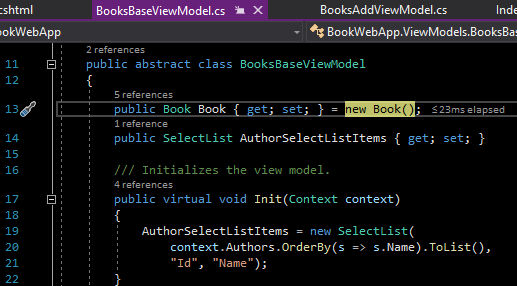 cshtml BooksBaseViewModel.cs BooksAddViewModel.cs Inde
ookWebApp BookWebApp.ViewModels.BooksBas
2 references
11 public abstract class BooksBaseViewModel
12 {
5 references
13 public Book Book { get; set; } = new Book(); ≤23ms elapsed
1 reference
14 public SelectList AuthorSelectListItems { get; set; }
15
16 /// Initializes the view model.
4 references
17 public virtual void Init(Context context)
18 {
19 AuthorSelectListItems = new SelectList(
20 context.Authors.OrderBy(s => s.Name).ToList(),
21 "Id", "Name");
22 }